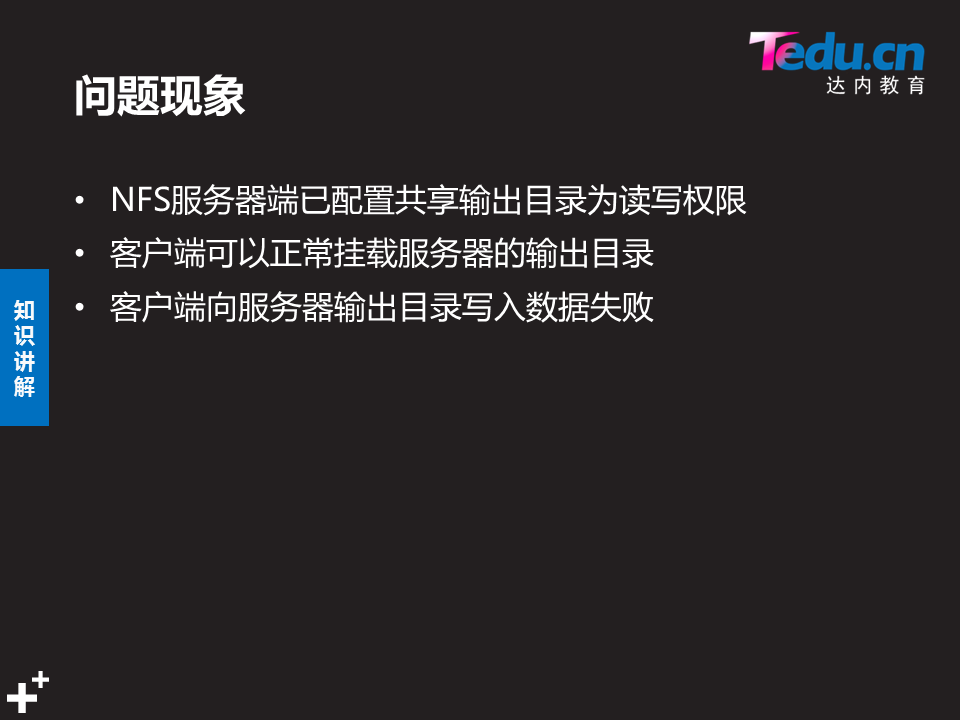 Tedu.cn
达内教育
问题现象
• NFS服务器端已配置共享输出目录为读写权限
• 客户端可以正常挂载服务器的输出目录
• 客户端向服务器输出目录写入数据失败
知
识
讲
解